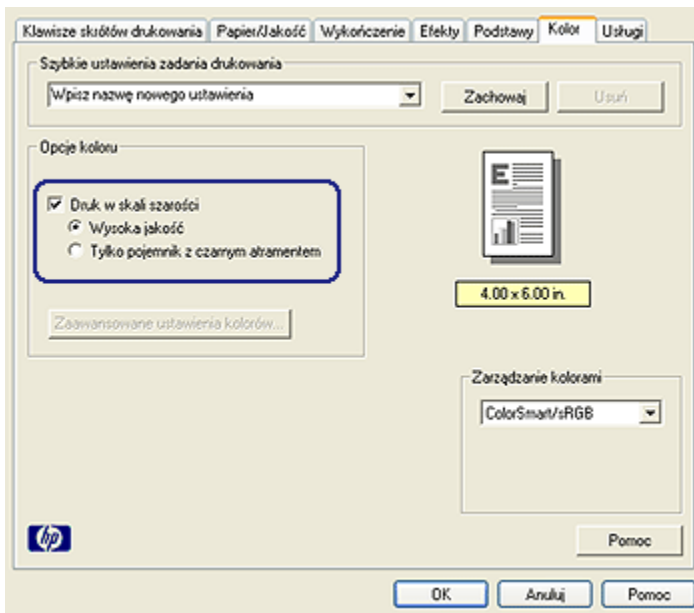 Klawisze skrótów drukowania Papier/Jakość Wykończenie Efekty Podstawy Kolor Usługi
Szybkie ustawienia zadania drukowania
Wpisz nazwę nowego ustawienia Zachowaj Usuń
Opcje koloru
Druk w skali szarości
Wysoka jakość
Tylko pojemnik z czarnym atramentem
Zaawansowane ustawienia kolorów...
E
4.00 x 6.00 in.
Zarządzanie kolorami
ColorSmart/sRGB
hp
Pomoc
OK Anuluj Pomoc